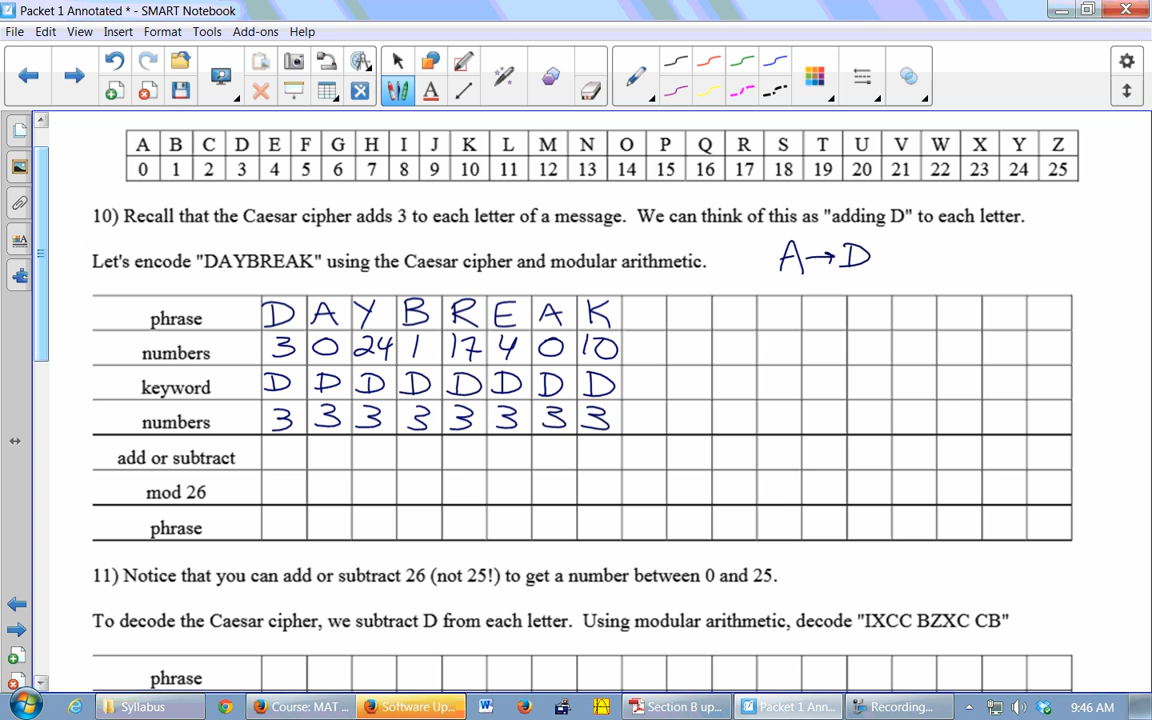 Packet 1 Annotated * - SMART Notebook
File Edit View Insert Format Tools Add-ons Help
A B C D E F G H I J K L M N O P Q R S T U V W X Y Z
0 1 2 3 4 5 6 7 8 9 10 11 12 13 14 15 16 17 18 19 20 21 22 23 24 25
10) Recall that the Caesar cipher adds 3 to each letter of a message. We can think of this as "adding D" to each letter.
Let's encode "DAYBREAK" using the Caesar cipher and modular arithmetic. A→D
phrase D A Y B R E A K
numbers 3 0 24 1 17 4 0 10
keyword D D D D D D D D
numbers 3 3 3 3 3 3 3 3
add or subtract
mod 26
phrase
11) Notice that you can add or subtract 26 (not 25!) to get a number between 0 and 25.
To decode the Caesar cipher, we subtract D from each letter. Using modular arithmetic, decode "IXCC BZXC CB"
phrase
Syllabus Course: MAT ... Software Up... Section B up... Packet 1 Ann... Recording... 9:46 AM